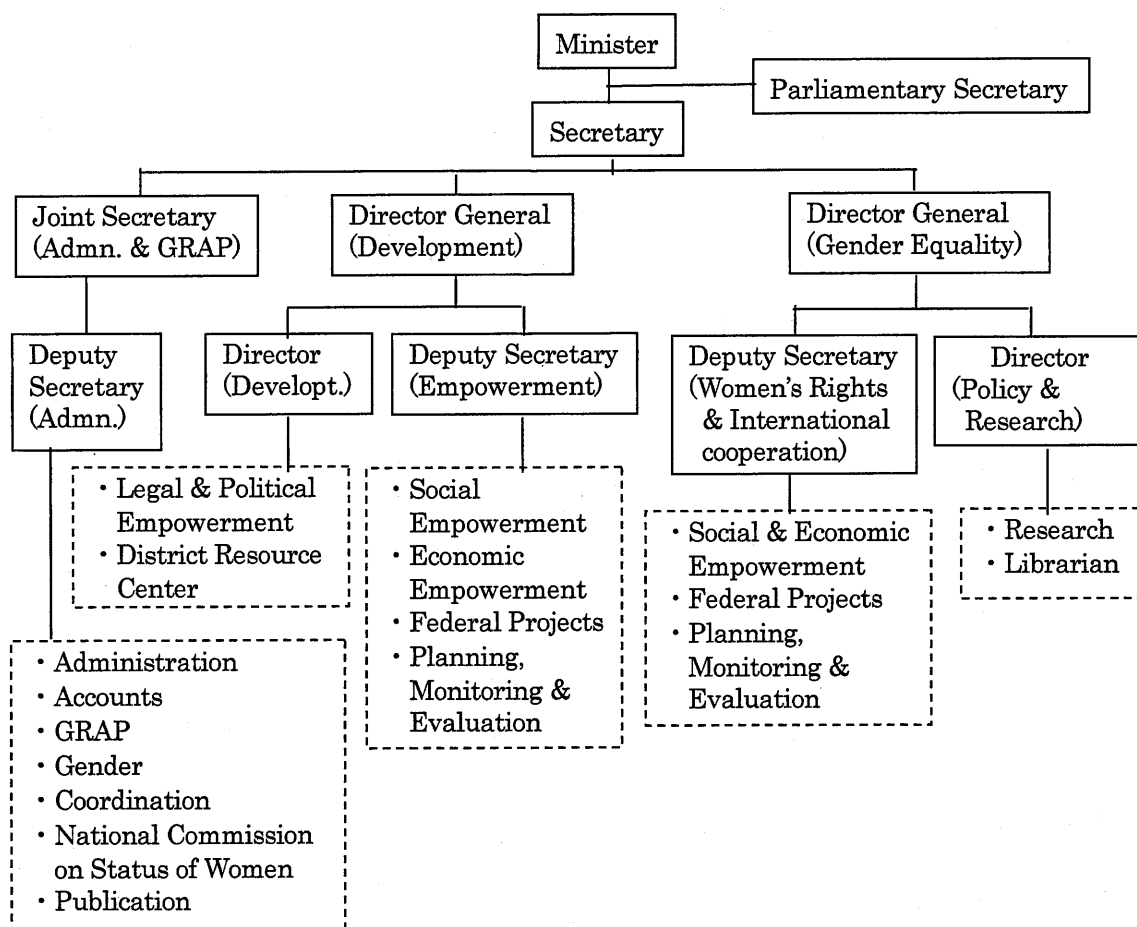 Minister
Parliamentary Secretary
Secretary
Joint Secretary
(Admn. & GRAP)
Director General
(Development)
Director General
(Gender Equality)
Deputy
Secretary
(Admn.)
Director
(Developt.)
Deputy Secretary
(Empowerment)
Deputy Secretary
(Women's Rights
& International
cooperation)
Director
(Policy &
Research)
・Legal & Political
Empowerment
・District Resource
Center
・Social
Empowerment
・Economic
Empowerment
・Federal Projects
・Planning,
Monitoring &
Evaluation
・Social & Economic
Empowerment
・Federal Projects
・Planning,
Monitoring &
Evaluation
・Research
・Librarian
・Administration
・Accounts
・GRAP
・Gender
・Coordination
・National Commission
on Status of Women
・Publication